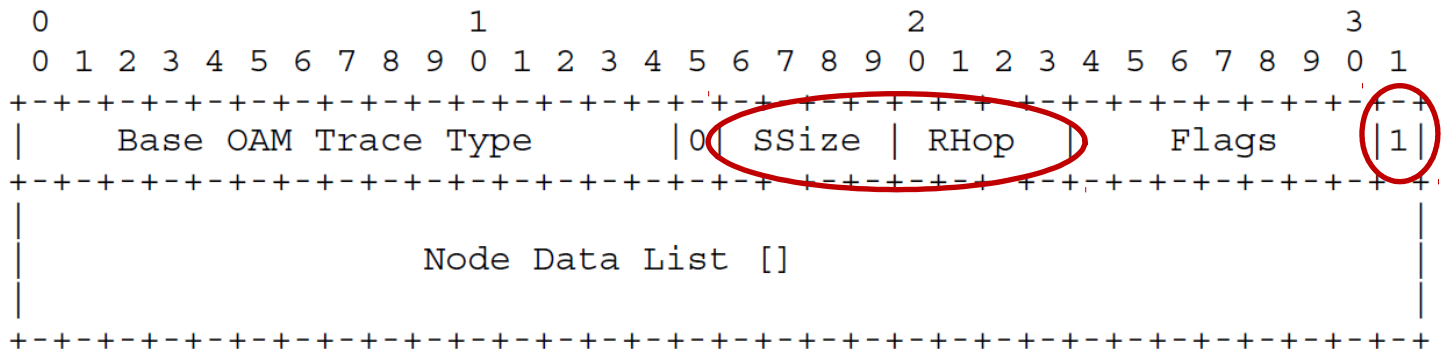 0                   1                   2                   3
 0 1 2 3 4 5 6 7 8 9 0 1 2 3 4 5 6 7 8 9 0 1 2 3 4 5 6 7 8 9 0 1
+-+-+-+-+-+-+-+-+-+-+-+-+-+-+-+-+-+-+-+-+-+-+-+-+-+-+-+-+-+-+-+-+
|    Base OAM Trace Type      |0| SSize | RHop  |    Flags    |1|
+-+-+-+-+-+-+-+-+-+-+-+-+-+-+-+-+-+-+-+-+-+-+-+-+-+-+-+-+-+-+-+-+
|                                                               |
|                  Node Data List []                            |
|                                                               |
+-+-+-+-+-+-+-+-+-+-+-+-+-+-+-+-+-+-+-+-+-+-+-+-+-+-+-+-+-+-+-+-+